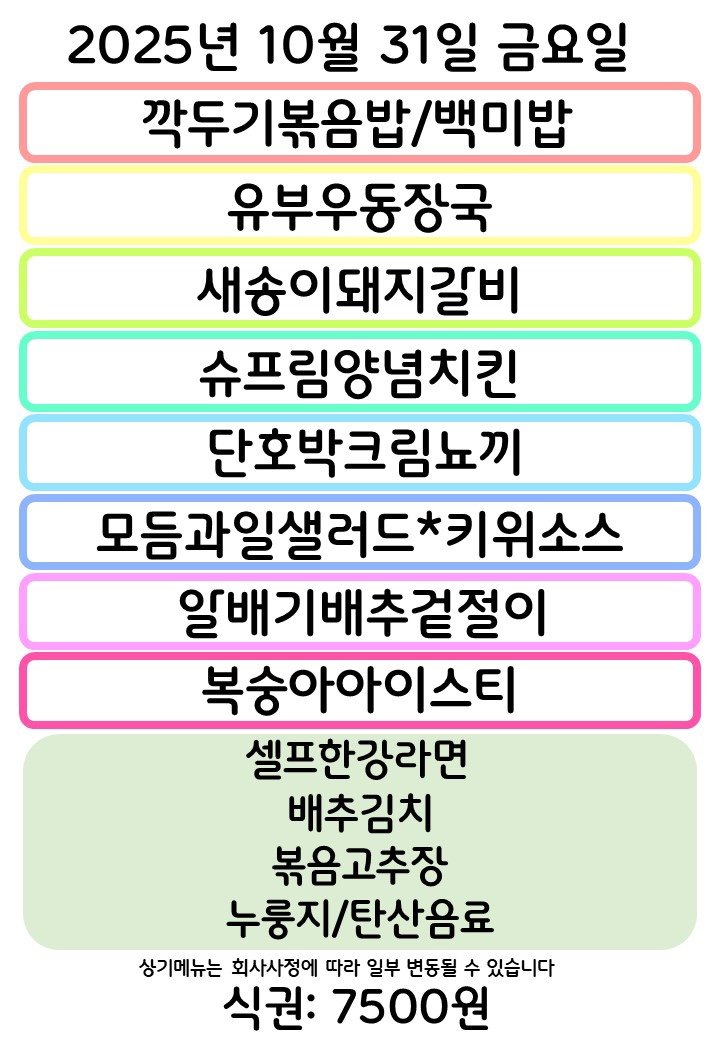 2025년 10월 31일 금요일
깍두기볶음밥/백미밥
유부우동장국
새송이돼지갈비
슈프림양념치킨
단호박크림뇨끼
모듬과일샐러드*키위소스
알배기배추겉절이
복숭아아이스티
셀프한강라면
배추김치
볶음고추장
누룽지/탄산음료
상기메뉴는 회사사정에 따라 일부 변동될 수 있습니다
식권: 7500원